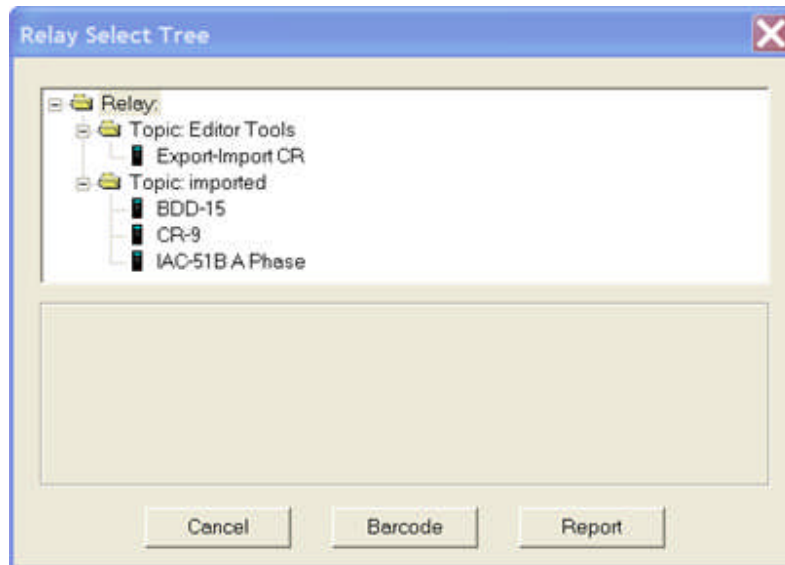 Relay Select Tree
Relay:
Topic: Editor Tools
Export-Import CR
Topic: imported
BDD-15
CR-9
IAC-51B A Phase
Cancel Barcode Report